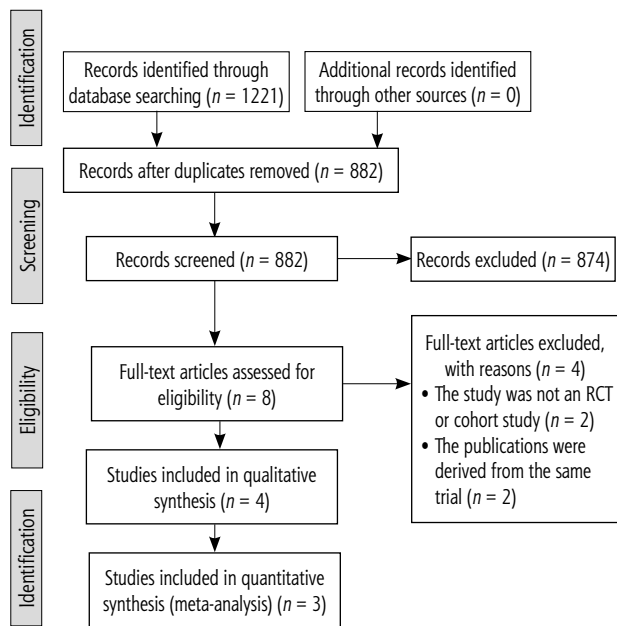 Identification
Records identified through
database searching (n = 1221)
Additional records identified
through other sources (n = 0)
Records after duplicates removed (n = 882)
Screening
Records screened (n = 882)
Records excluded (n = 874)
Eligibility
Full-text articles assessed for
eligibility (n = 8)
Full-text articles excluded,
with reasons (n = 4)
• The study was not an RCT
or cohort study (n = 2)
• The publications were
derived from the same
trial (n = 2)
Studies included in qualitative
synthesis (n = 4)
Identification
Studies included in quantitative
synthesis (meta-analysis) (n = 3)